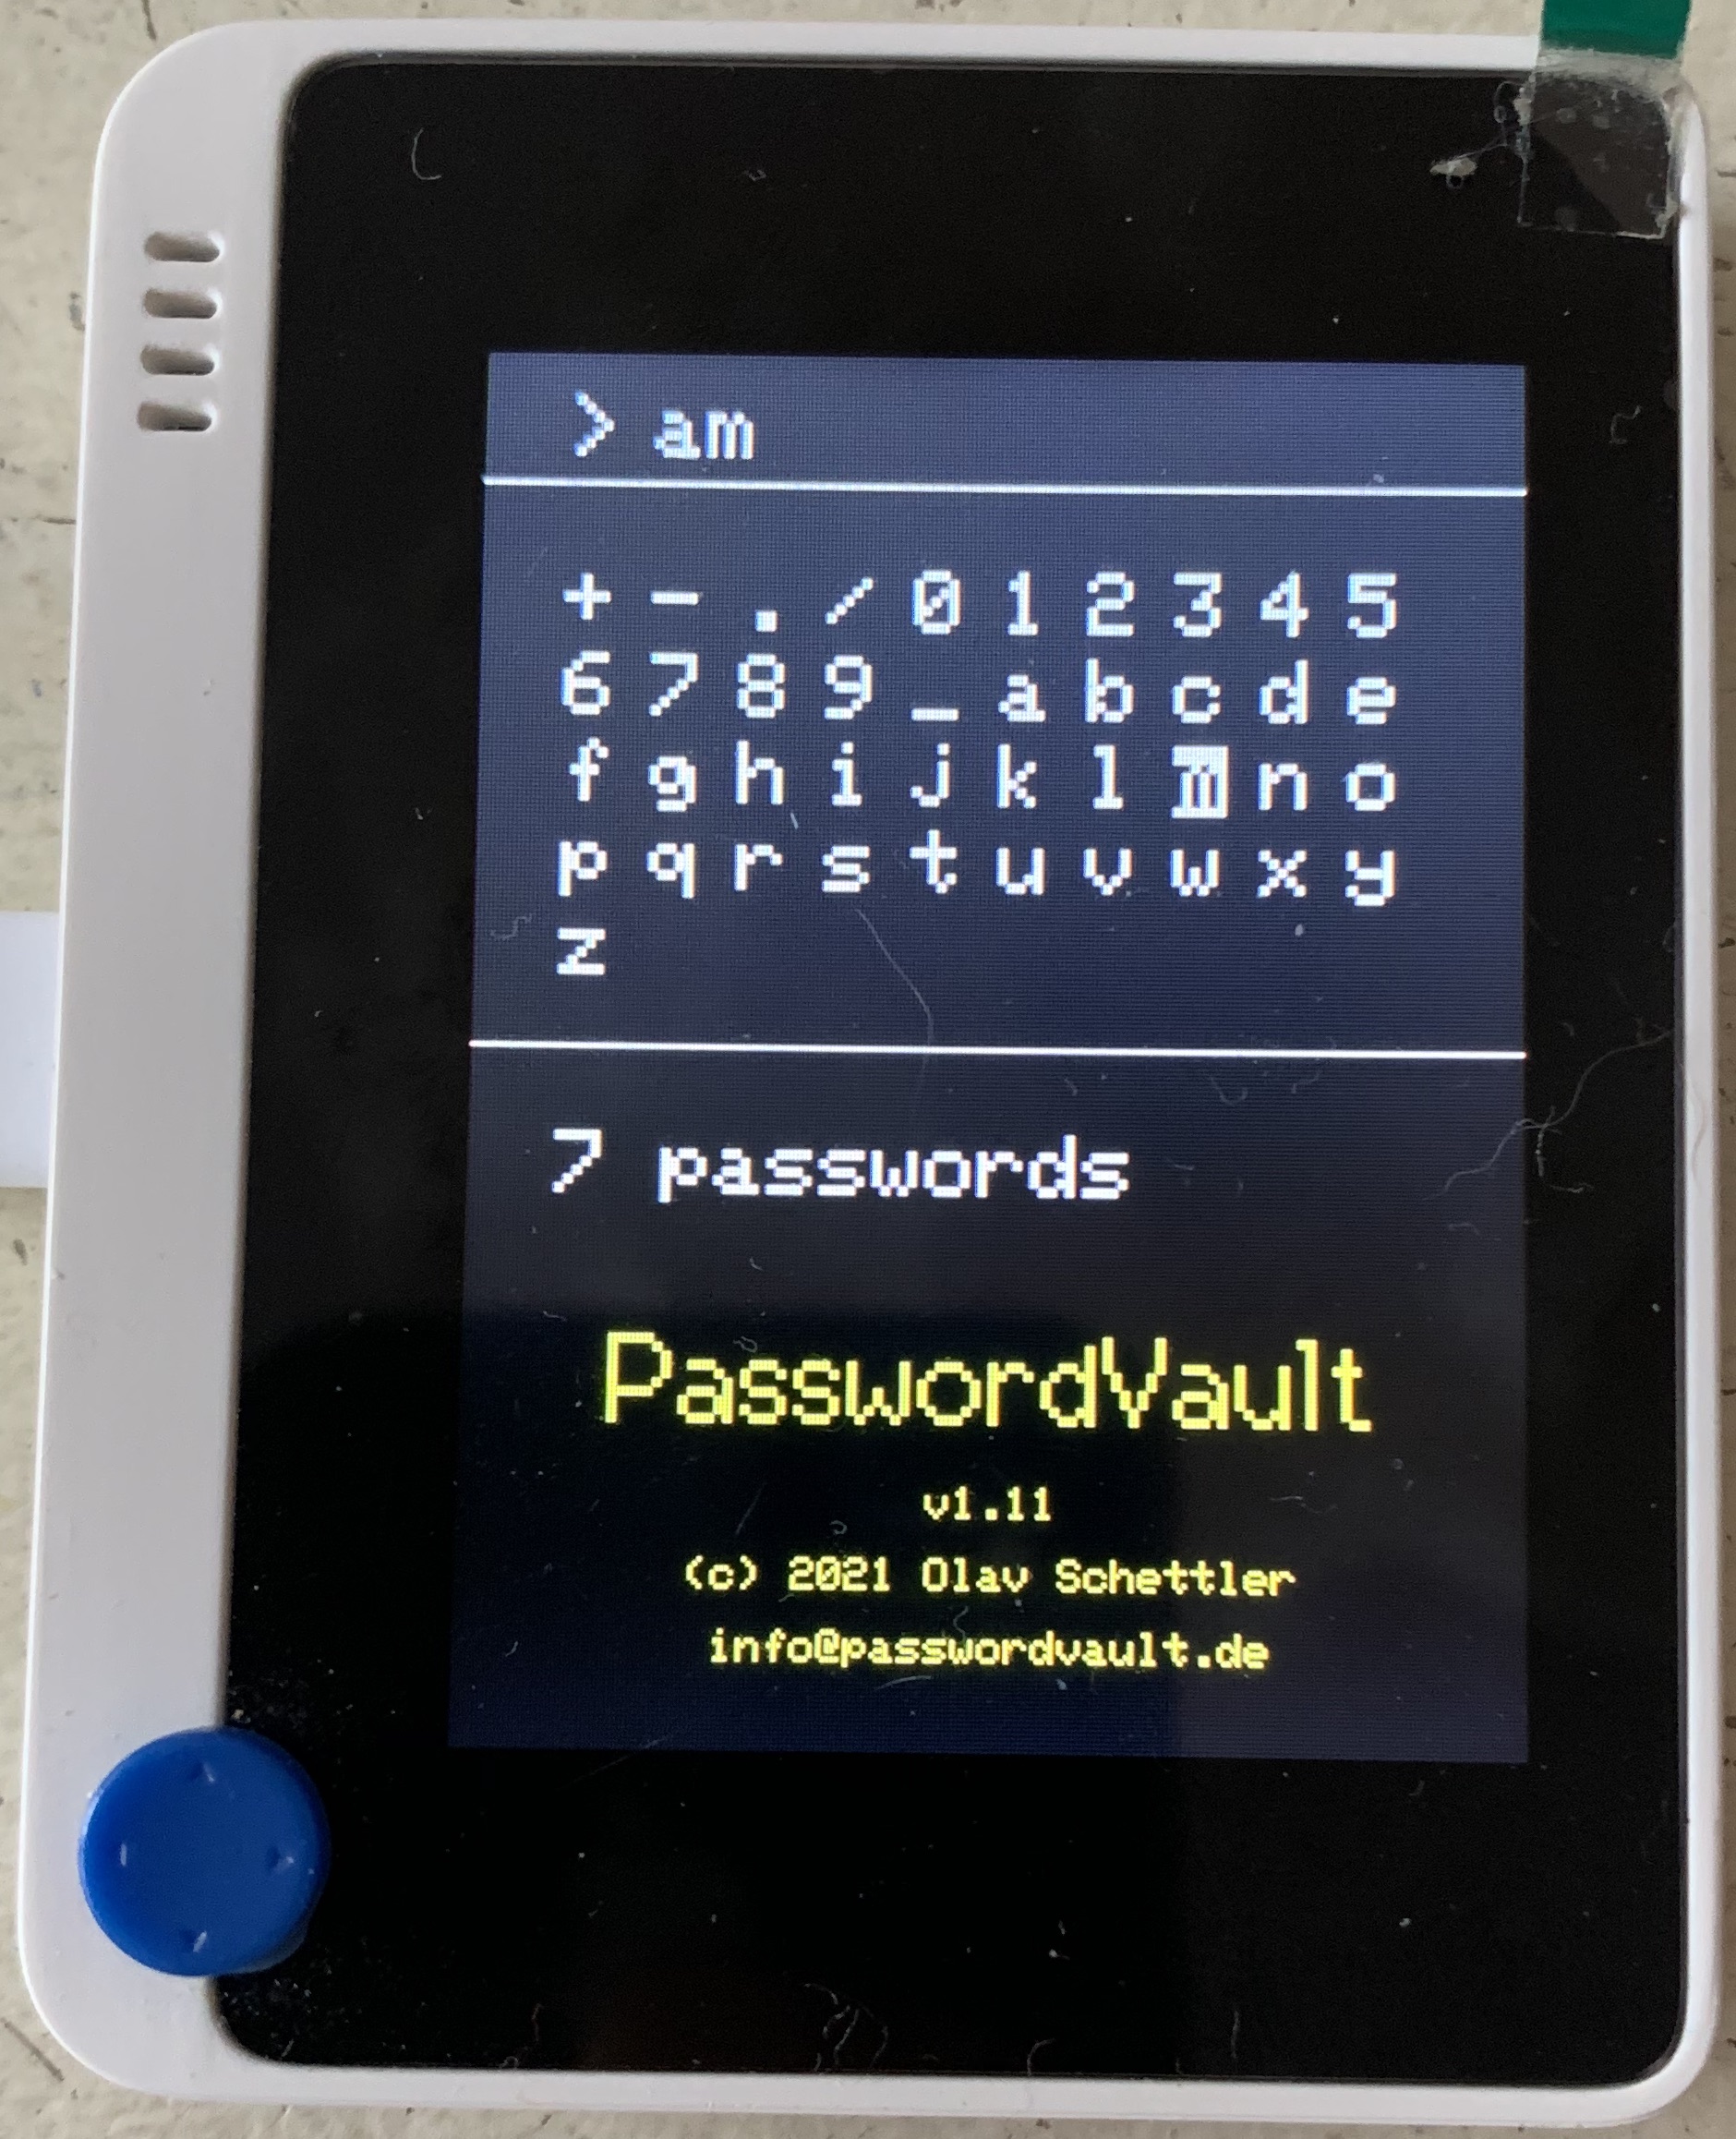 > am
+ - . / 0 1 2 3 4 5
6 7 8 9 _ a b c d e
f g h i j k l m n o
p q r s t u v w x y
z
7 passwords
PasswordVault
v1.11
(c) 2021 Olav Schettler
info@passwordvault.de